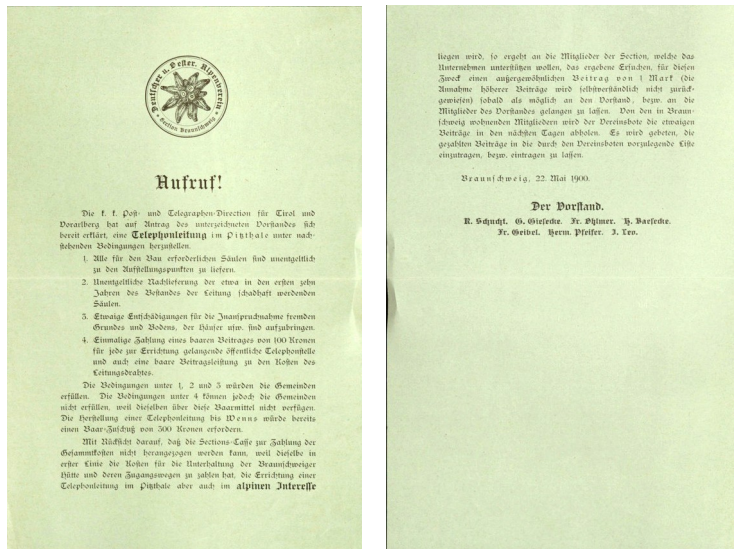 Deutscher u. Oester. Alpenverein
* Section Braunschweig *
Aufruf!
Die k. k. Post- und Telegraphen-Direction für Tirol und
Vorarlberg hat auf Antrag des unterzeichneten Vorstandes sich
bereit erklärt, eine Telephonleitung im Pitzthale unter nach-
stehenden Bedingungen herzustellen.
1. Alle für den Bau erforderlichen Säulen sind unentgeltlich
zu den Aufstellungspunkten zu liefern.
2. Unentgeltliche Nachlieferung der etwa in den ersten zehn
Jahren des Bestandes der Leitung schadhaft werdenden
Säulen.
3. Etwaige Entschädigungen für die Inanspruchnahme fremden
Grundes und Bodens, der Häuser usw. sind aufzubringen.
4. Einmalige Zahlung eines baaren Beitrages von 100 Kronen
für jede zur Errichtung gelangende öffentliche Telephonstelle
und auch eine baare Beitragsleistung zu den Kosten des
Leitungsdrahtes.
Die Bedingungen unter 1, 2 und 3 würden die Gemeinden
erfüllen. Die Bedingungen unter 4 können jedoch die Gemeinden
nicht erfüllen, weil dieselben über diese Baarmittel nicht verfügen.
Die Herstellung einer Telephonleitung bis Wenns würde bereits
einen Baar-Zuschuß von 300 Kronen erfordern.
Mit Rücksicht darauf, daß die Sections-Casse zur Zahlung der
Gesammtkosten nicht herangezogen werden kann, weil dieselbe in
erster Linie die Kosten für die Unterhaltung der Braunschweiger
Hütte und deren Zugangswegen zu zahlen hat, die Errichtung einer
Telephonleitung im Pitzthale aber auch im alpinen Interesse
liegen wird, so ergeht an die Mitglieder der Section, welche das
Unternehmen unterstützen wollen, das ergebene Ersuchen, für diesen
Zweck einen außergewöhnlichen Beitrag von 1 Mark (die
Annahme höherer Beiträge wird selbstverständlich nicht zurück-
gewiesen) sobald als möglich an den Vorstand, bezw. an die
Mitglieder des Vorstandes gelangen zu lassen. Von den in Braun-
schweig wohnenden Mitgliedern wird der Vereinsbote die etwaigen
Beiträge in den nächsten Tagen abholen. Es wird gebeten, die
gezahlten Beiträge in die durch den Vereinsboten vorzulegende Liste
einzutragen, bezw. eintragen zu lassen.
Braunschweig, 22. Mai 1900.
Der Vorstand.
R. Schucht. G. Giesecke. Fr. Ohlmer. H. Baesecke.
Fr. Geibel. Herm. Pfeifer. J. Leo.